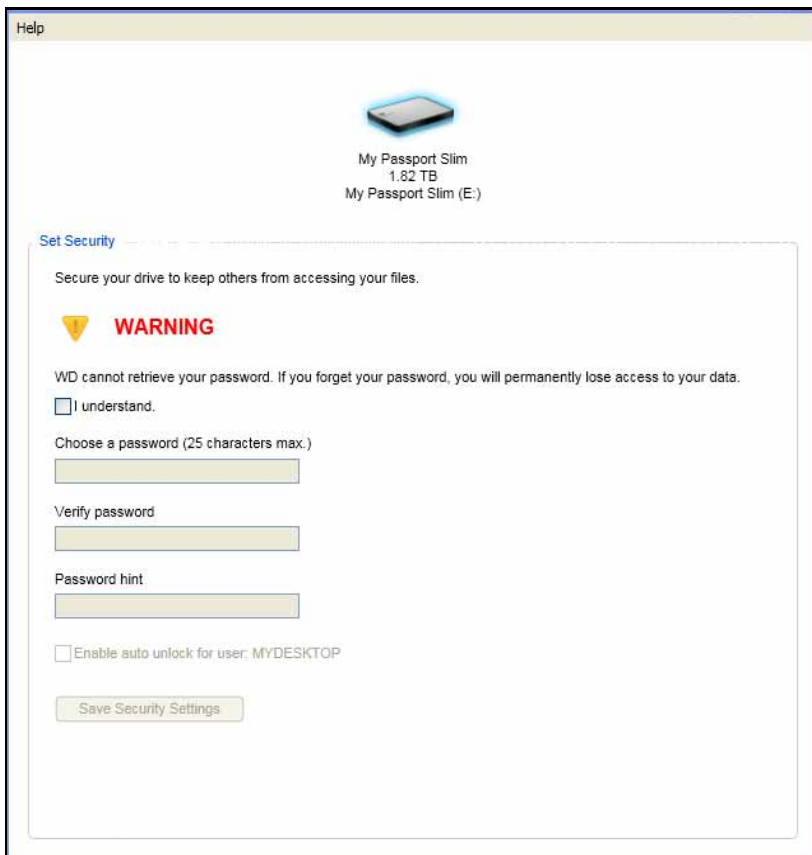 Help
My Passport Slim
1.82 TB
My Passport Slim (E:)
Set Security
Secure your drive to keep others from accessing your files.
WARNING
WD cannot retrieve your password. If you forget your password, you will permanently lose access to your data.
I understand.
Choose a password (25 characters max.)
Verify password
Password hint
Enable auto unlock for user: MYDESKTOP
Save Security Settings